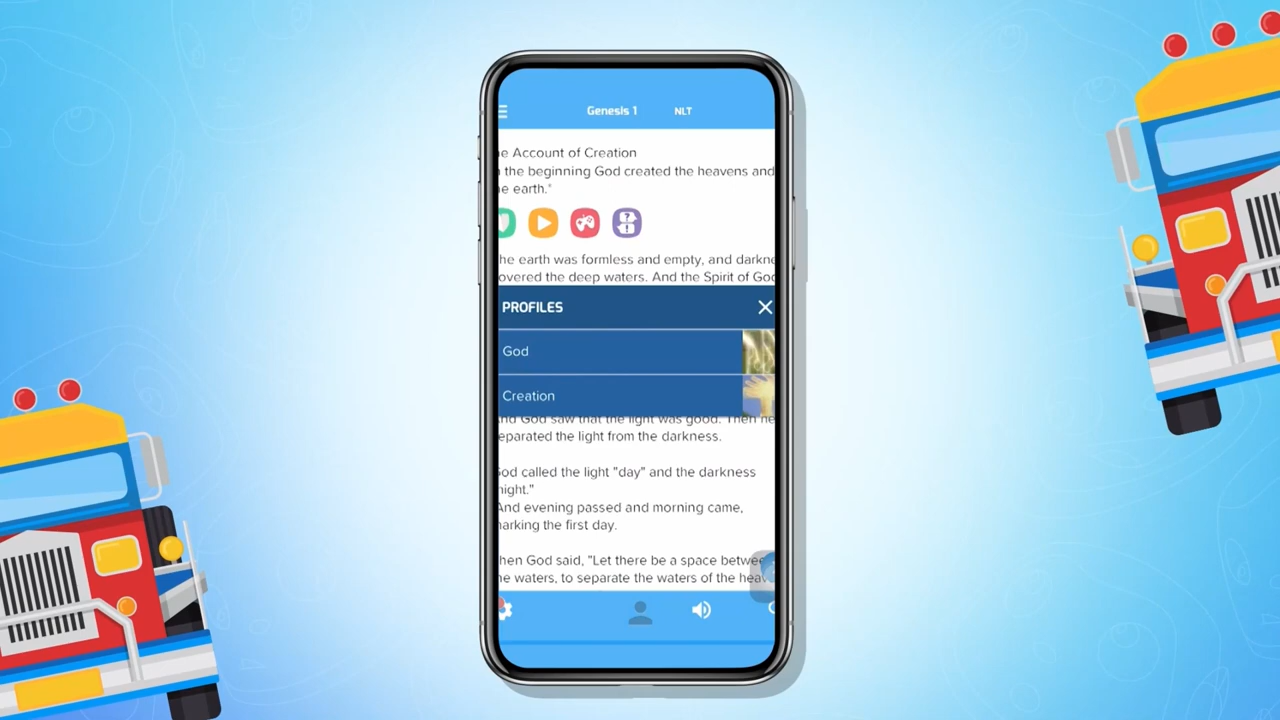 Genesis 1 NLT
e Account of Creation
the beginning God created the heavens and
e earth.*
he earth was formless and empty, and darkne
overed the deep waters. And the Spirit of Go
PROFILES
God
Creation
And God saw that the light was good. Then he
eparated the light from the darkness.
God called the light "day" and the darkness
night."
And evening passed and morning came,
marking the first day.
hen God said, "Let there be a space betwee
he waters, to separate the waters of the heav